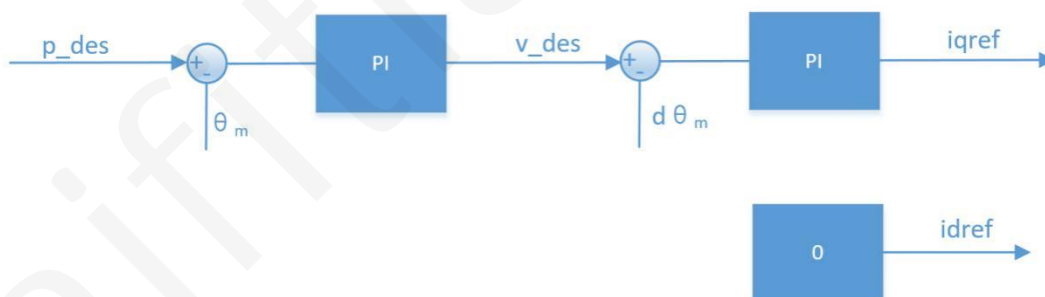 p_des
+
-
θ m
PI
v_des
+
-
d θ m
PI
iqref
0
idref